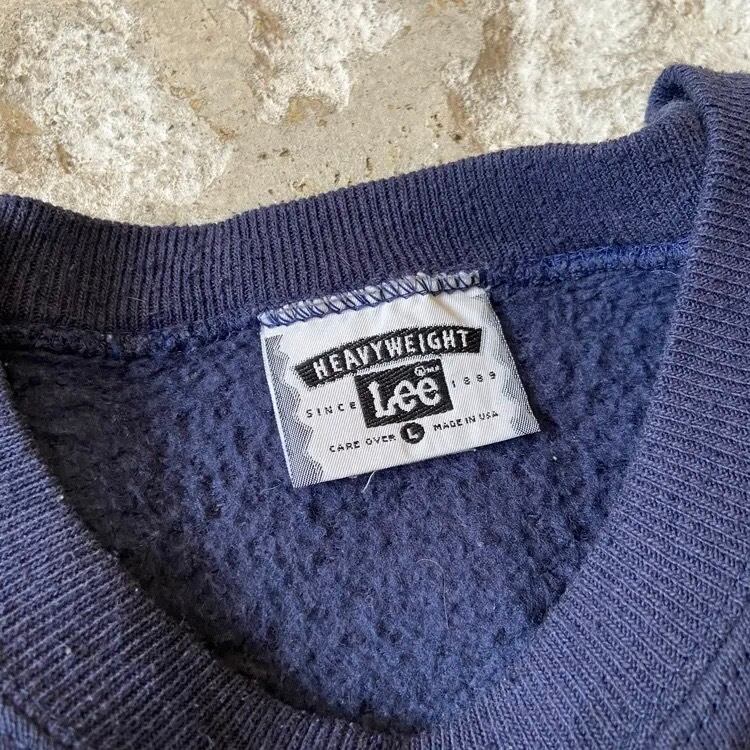 HEAVYWEIGHT
Lee
SINCE 1889
CARE OVER L MADE IN USA